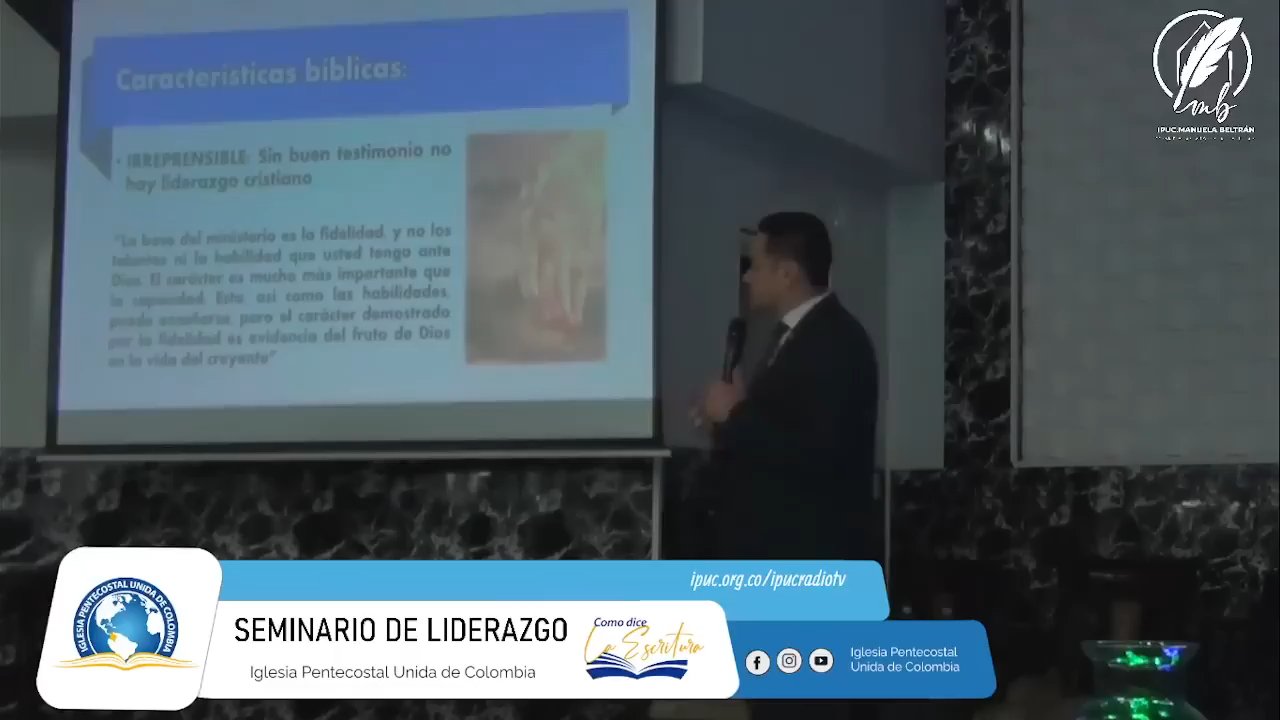 Características bíblicas:
• IRREPRENSIBLE: Sin buen testimonio no
hay liderazgo cristiano
"La base del ministerio es la fidelidad, y no los
talentos ni la habilidad que usted tenga ante
Dios. El carácter es mucho más importante que
la capacidad. Esta, así como las habilidades,
puede enseñarse, pero el carácter demostrado
por la fidelidad es evidencia del fruto de Dios
en la vida del creyente"
mb
IPUC.MANUELA BELTRÁN
ipuc.org.co/ipucradiotv
IGLESIA PENTECOSTAL UNIDA DE COLOMBIA
SEMINARIO DE LIDERAZGO
Iglesia Pentecostal Unida de Colombia
Como dice
La Escritura
Iglesia Pentecostal
Unida de Colombia